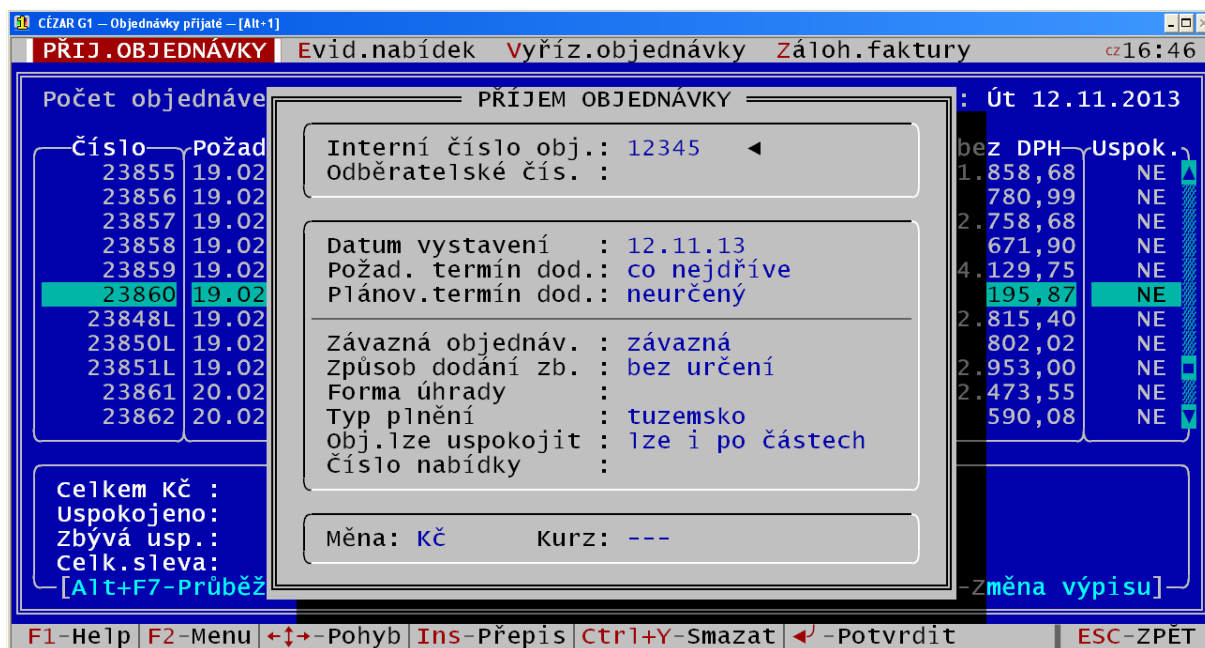 CÉZAR G1 — Objednávky přijaté — [Alt+1]
PŘIJ.OBJEDNÁVKY Evid.nabídek Vyříz.objednávky Záloh.faktury cz16:46
Počet objednáve : Út 12.11.2013
PŘÍJEM OBJEDNÁVKY
Číslo Požad bez DPH Uspok.
23855 19.02 1.858,68 NE
23856 19.02 780,99 NE
23857 19.02 2.758,68 NE
23858 19.02 671,90 NE
23859 19.02 4.129,75 NE
23860 19.02 195,87 NE
23848L 19.02 2.815,40 NE
23850L 19.02 802,02 NE
23851L 19.02 2.953,00 NE
23861 20.02 2.473,55 NE
23862 20.02 590,08 NE
Interní číslo obj.: 12345
Odběratelské čís. :
Datum vystavení : 12.11.13
Požad. termín dod.: co nejdříve
Plánov.termín dod.: neurčený
Závazná objednáv. : závazná
Způsob dodání zb. : bez určení
Forma úhrady :
Typ plnění : tuzemsko
Obj.lze uspokojit : lze i po částech
Číslo nabídky :
Měna: Kč Kurz: ---
Celkem Kč :
Uspokojeno:
Zbývá usp.:
Celk.sleva:
[Alt+F7-Průběž -Změna výpisu]
F1-Help F2-Menu ←↕→-Pohyb Ins-Přepis Ctrl+Y-Smazat ↵-Potvrdit ESC-ZPĚT